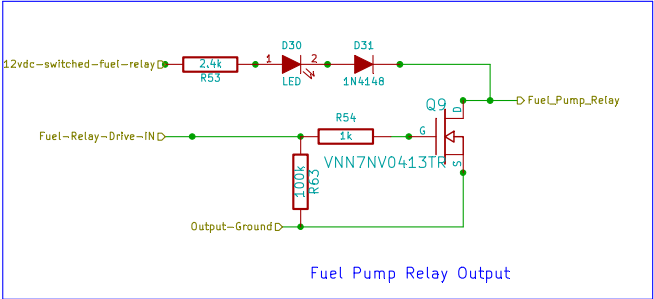 D30
D31
12vdc-switched-fuel-relay
2.4k
1
2
R53
LED
1N4148
Q9
D
Fuel_Pump_Relay
R54
Fuel-Relay-Drive-IN
1k
G
VNN7NV0413TR
S
100k
R63
Output-Ground
Fuel Pump Relay Output